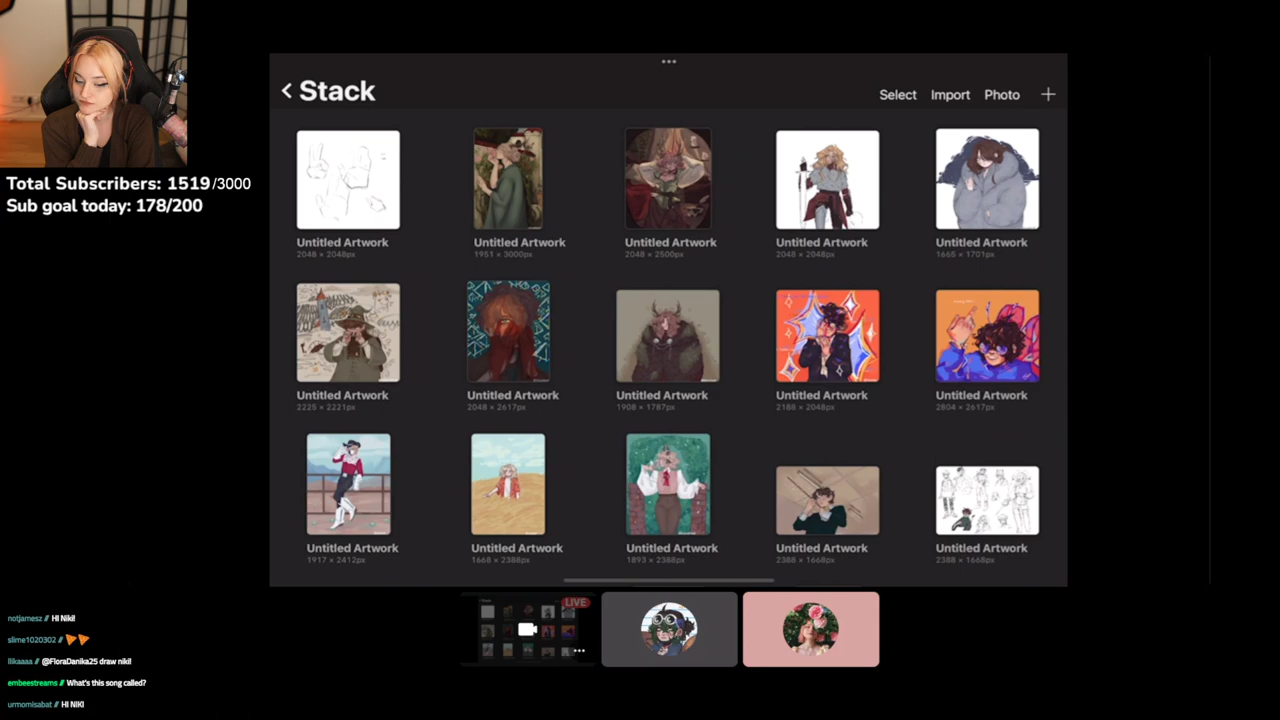 Stack
Select Import Photo +
Untitled Artwork
2048 × 2048px
Untitled Artwork
1951 × 3000px
Untitled Artwork
2048 × 2500px
Untitled Artwork
2048 × 2048px
Untitled Artwork
1665 × 1701px
Total Subscribers: 1519/3000
Sub goal today: 178/200
Untitled Artwork
2225 × 2221px
Untitled Artwork
2048 × 2617px
Untitled Artwork
1908 × 1787px
Untitled Artwork
2188 × 2048px
Untitled Artwork
2804 × 2617px
Untitled Artwork
1917 × 2412px
Untitled Artwork
1668 × 2388px
Untitled Artwork
1893 × 2388px
Untitled Artwork
2388 × 1668px
Untitled Artwork
2388 × 1668px
LIVE
notjamesz // HI Niki!
slime1020302 //
llikaaaa // @FloraDanika25 draw niki!
embeestreams // What's this song called?
urmomisabat // HI NIKI